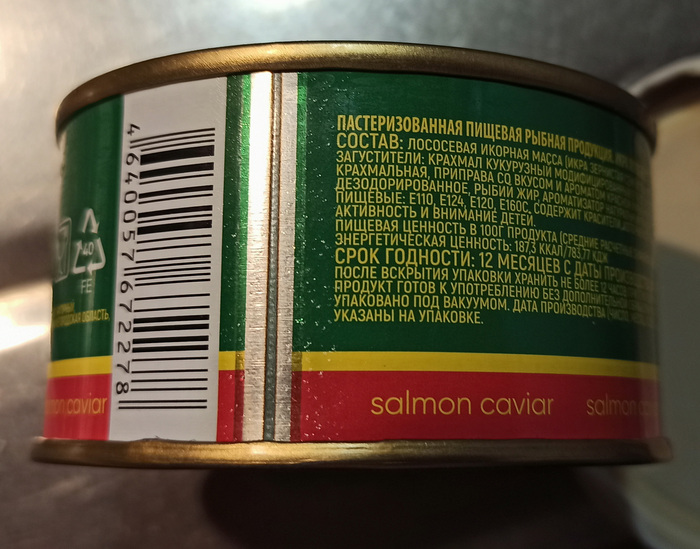 ПАСТЕРИЗОВАННАЯ ПИЩЕВАЯ РЫБНАЯ ПРОДУКЦИЯ.
СОСТАВ: ЛОСОСЕВАЯ ИКОРНАЯ МАССА (ИКРА
ЗАГУСТИТЕЛИ: КРАХМАЛ КУКУРУЗНЫЙ
КРАХМАЛЬНАЯ, ПРИПРАВА СО ВКУСОМ И АРОМАТОМ
ДЕЗОДОРИРОВАННОЕ, РЫБИЙ ЖИР, АРОМАТИЗАТОР
ПИЩЕВЫЕ: Е110, Е124, Е120, Е160С, СОДЕРЖИТ
АКТИВНОСТЬ И ВНИМАНИЕ ДЕТЕЙ.
ПИЩЕВАЯ ЦЕННОСТЬ В 100Г ПРОДУКТА (СРЕДНИЕ
ЭНЕРГЕТИЧЕСКАЯ ЦЕННОСТЬ: 187,3 ККАЛ/783,77 КДЖ
СРОК ГОДНОСТИ: 12 МЕСЯЦЕВ С ДАТЫ
ПОСЛЕ ВСКРЫТИЯ УПАКОВКИ ХРАНИТЬ НЕ БОЛЕЕ 12
ПРОДУКТ ГОТОВ К УПОТРЕБЛЕНИЮ БЕЗ
УПАКОВАНО ПОД ВАКУУМОМ. ДАТА ПРОИЗВОДСТВА
УКАЗАНЫ НА УПАКОВКЕ.
4640057672278
40
FE
ОБЛАСТЬ,
caviar
salmon caviar
salmon